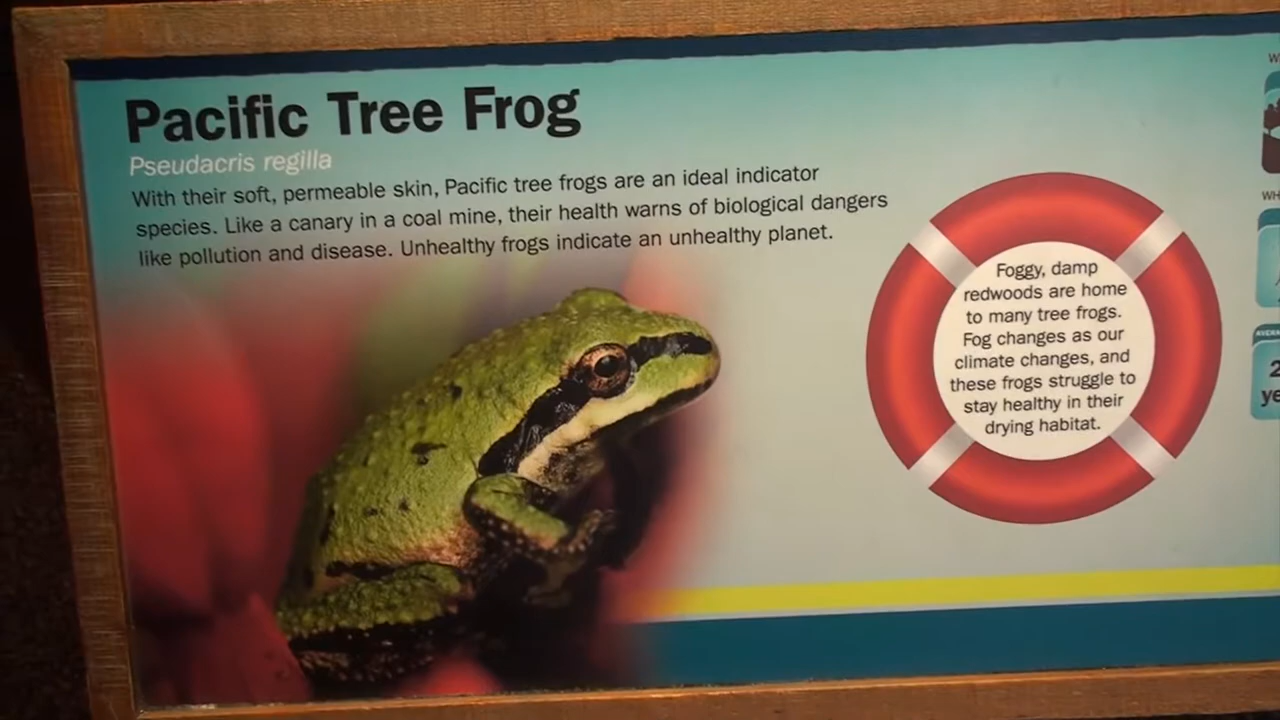 Pacific Tree Frog
Pseudacris regilla
With their soft, permeable skin, Pacific tree frogs are an ideal indicator
species. Like a canary in a coal mine, their health warns of biological dangers
like pollution and disease. Unhealthy frogs indicate an unhealthy planet.
Foggy, damp
redwoods are home
to many tree frogs.
Fog changes as our
climate changes, and
these frogs struggle to
stay healthy in their
drying habitat.
2